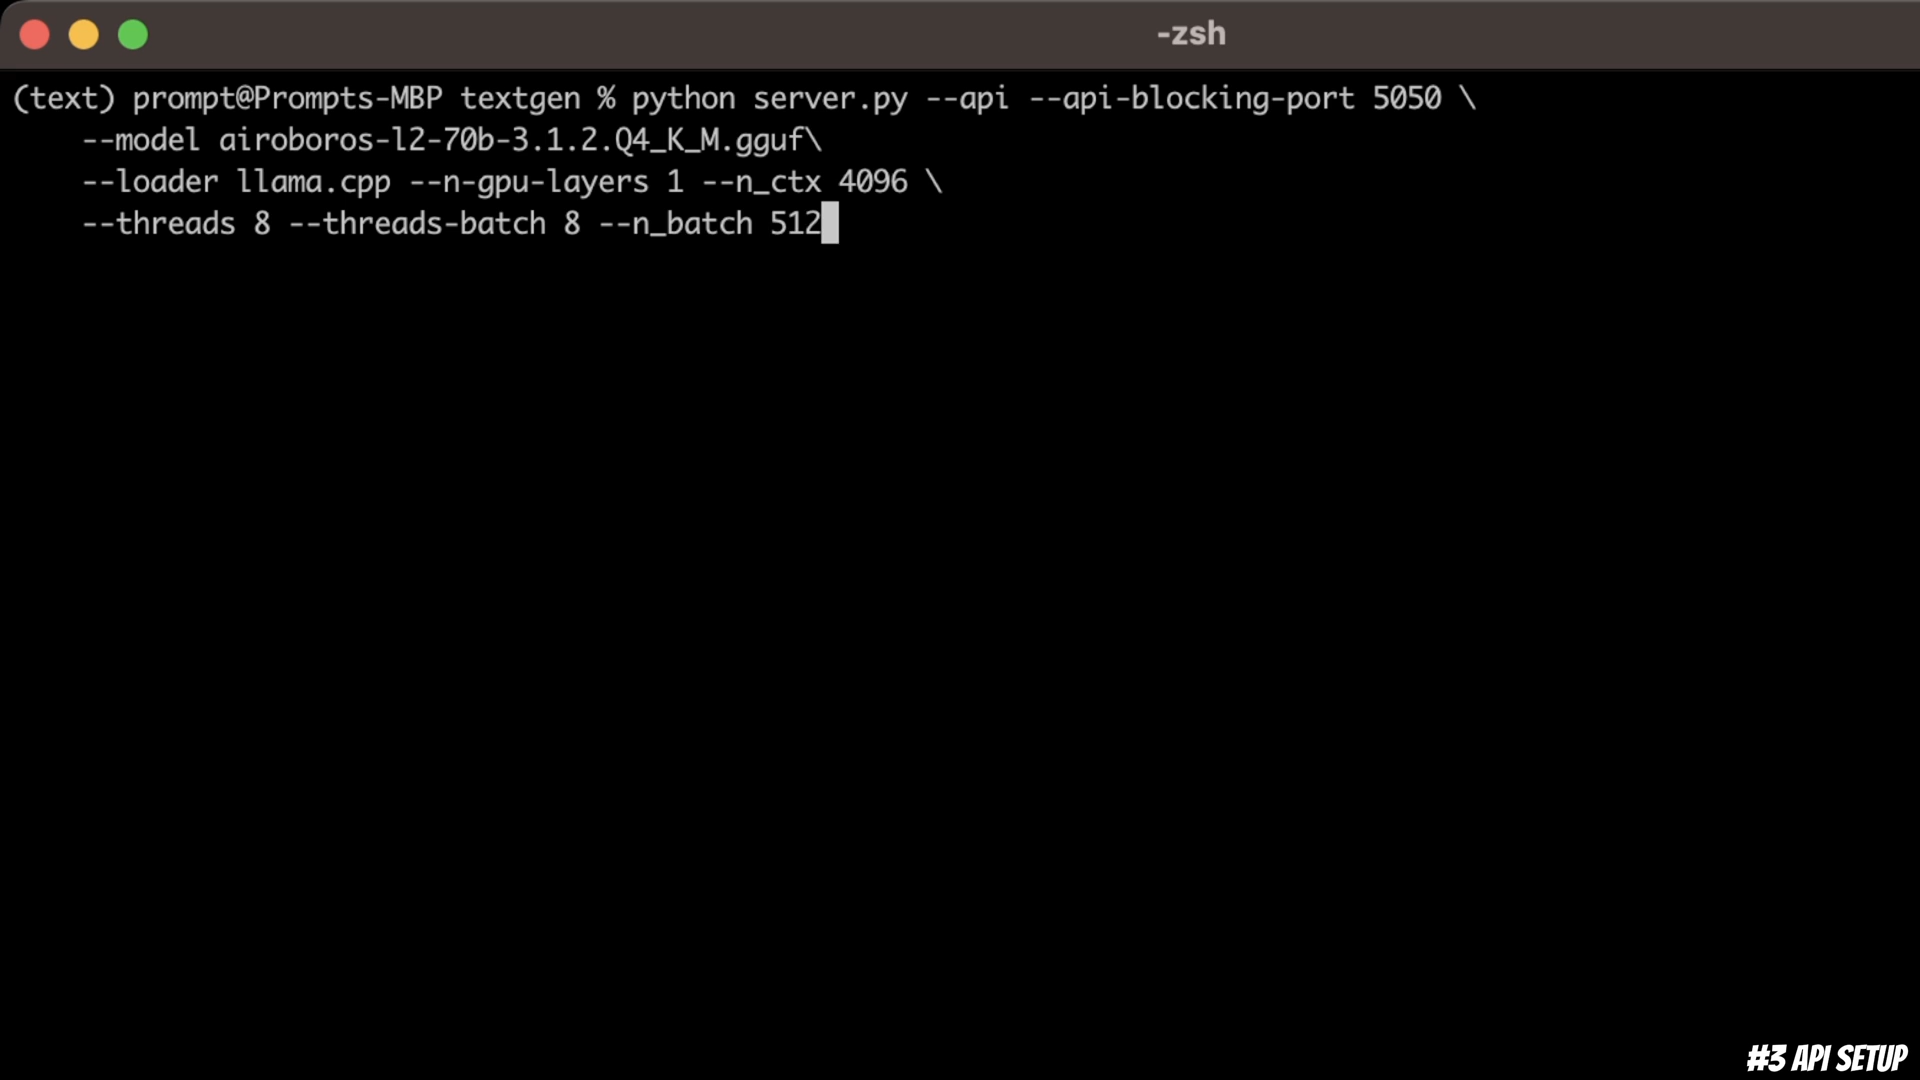 -zsh
(text) prompt@Prompts-MBP textgen % python server.py --api --api-blocking-port 5050 \
--model airoboros-l2-70b-3.1.2.Q4_K_M.gguf\
--loader llama.cpp --n-gpu-layers 1 --n_ctx 4096 \
--threads 8 --threads-batch 8 --n_batch 512
#3 API SETUP